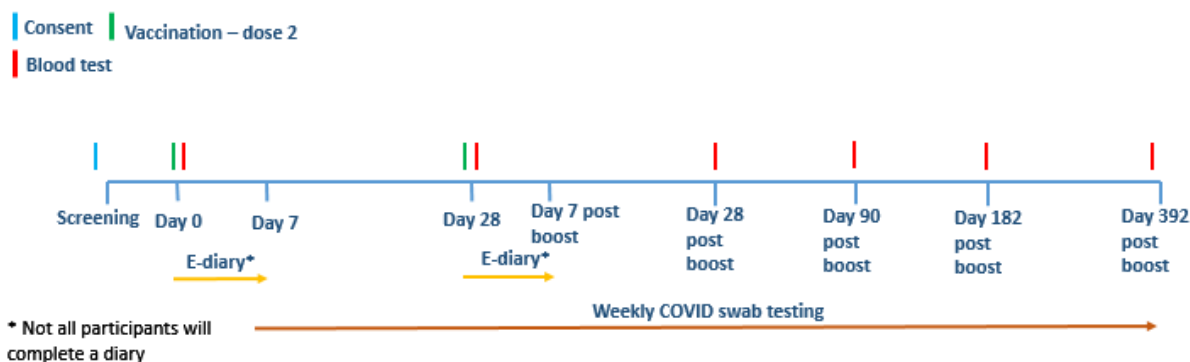 Consent
Vaccination – dose 2
Blood test
Screening
Day 0
Day 7
Day 28
Day 7 post
boost
Day 28
post
boost
Day 90
post
boost
Day 182
post
boost
Day 392
post
boost
E-diary*
E-diary*
Weekly COVID swab testing
* Not all participants will
complete a diary